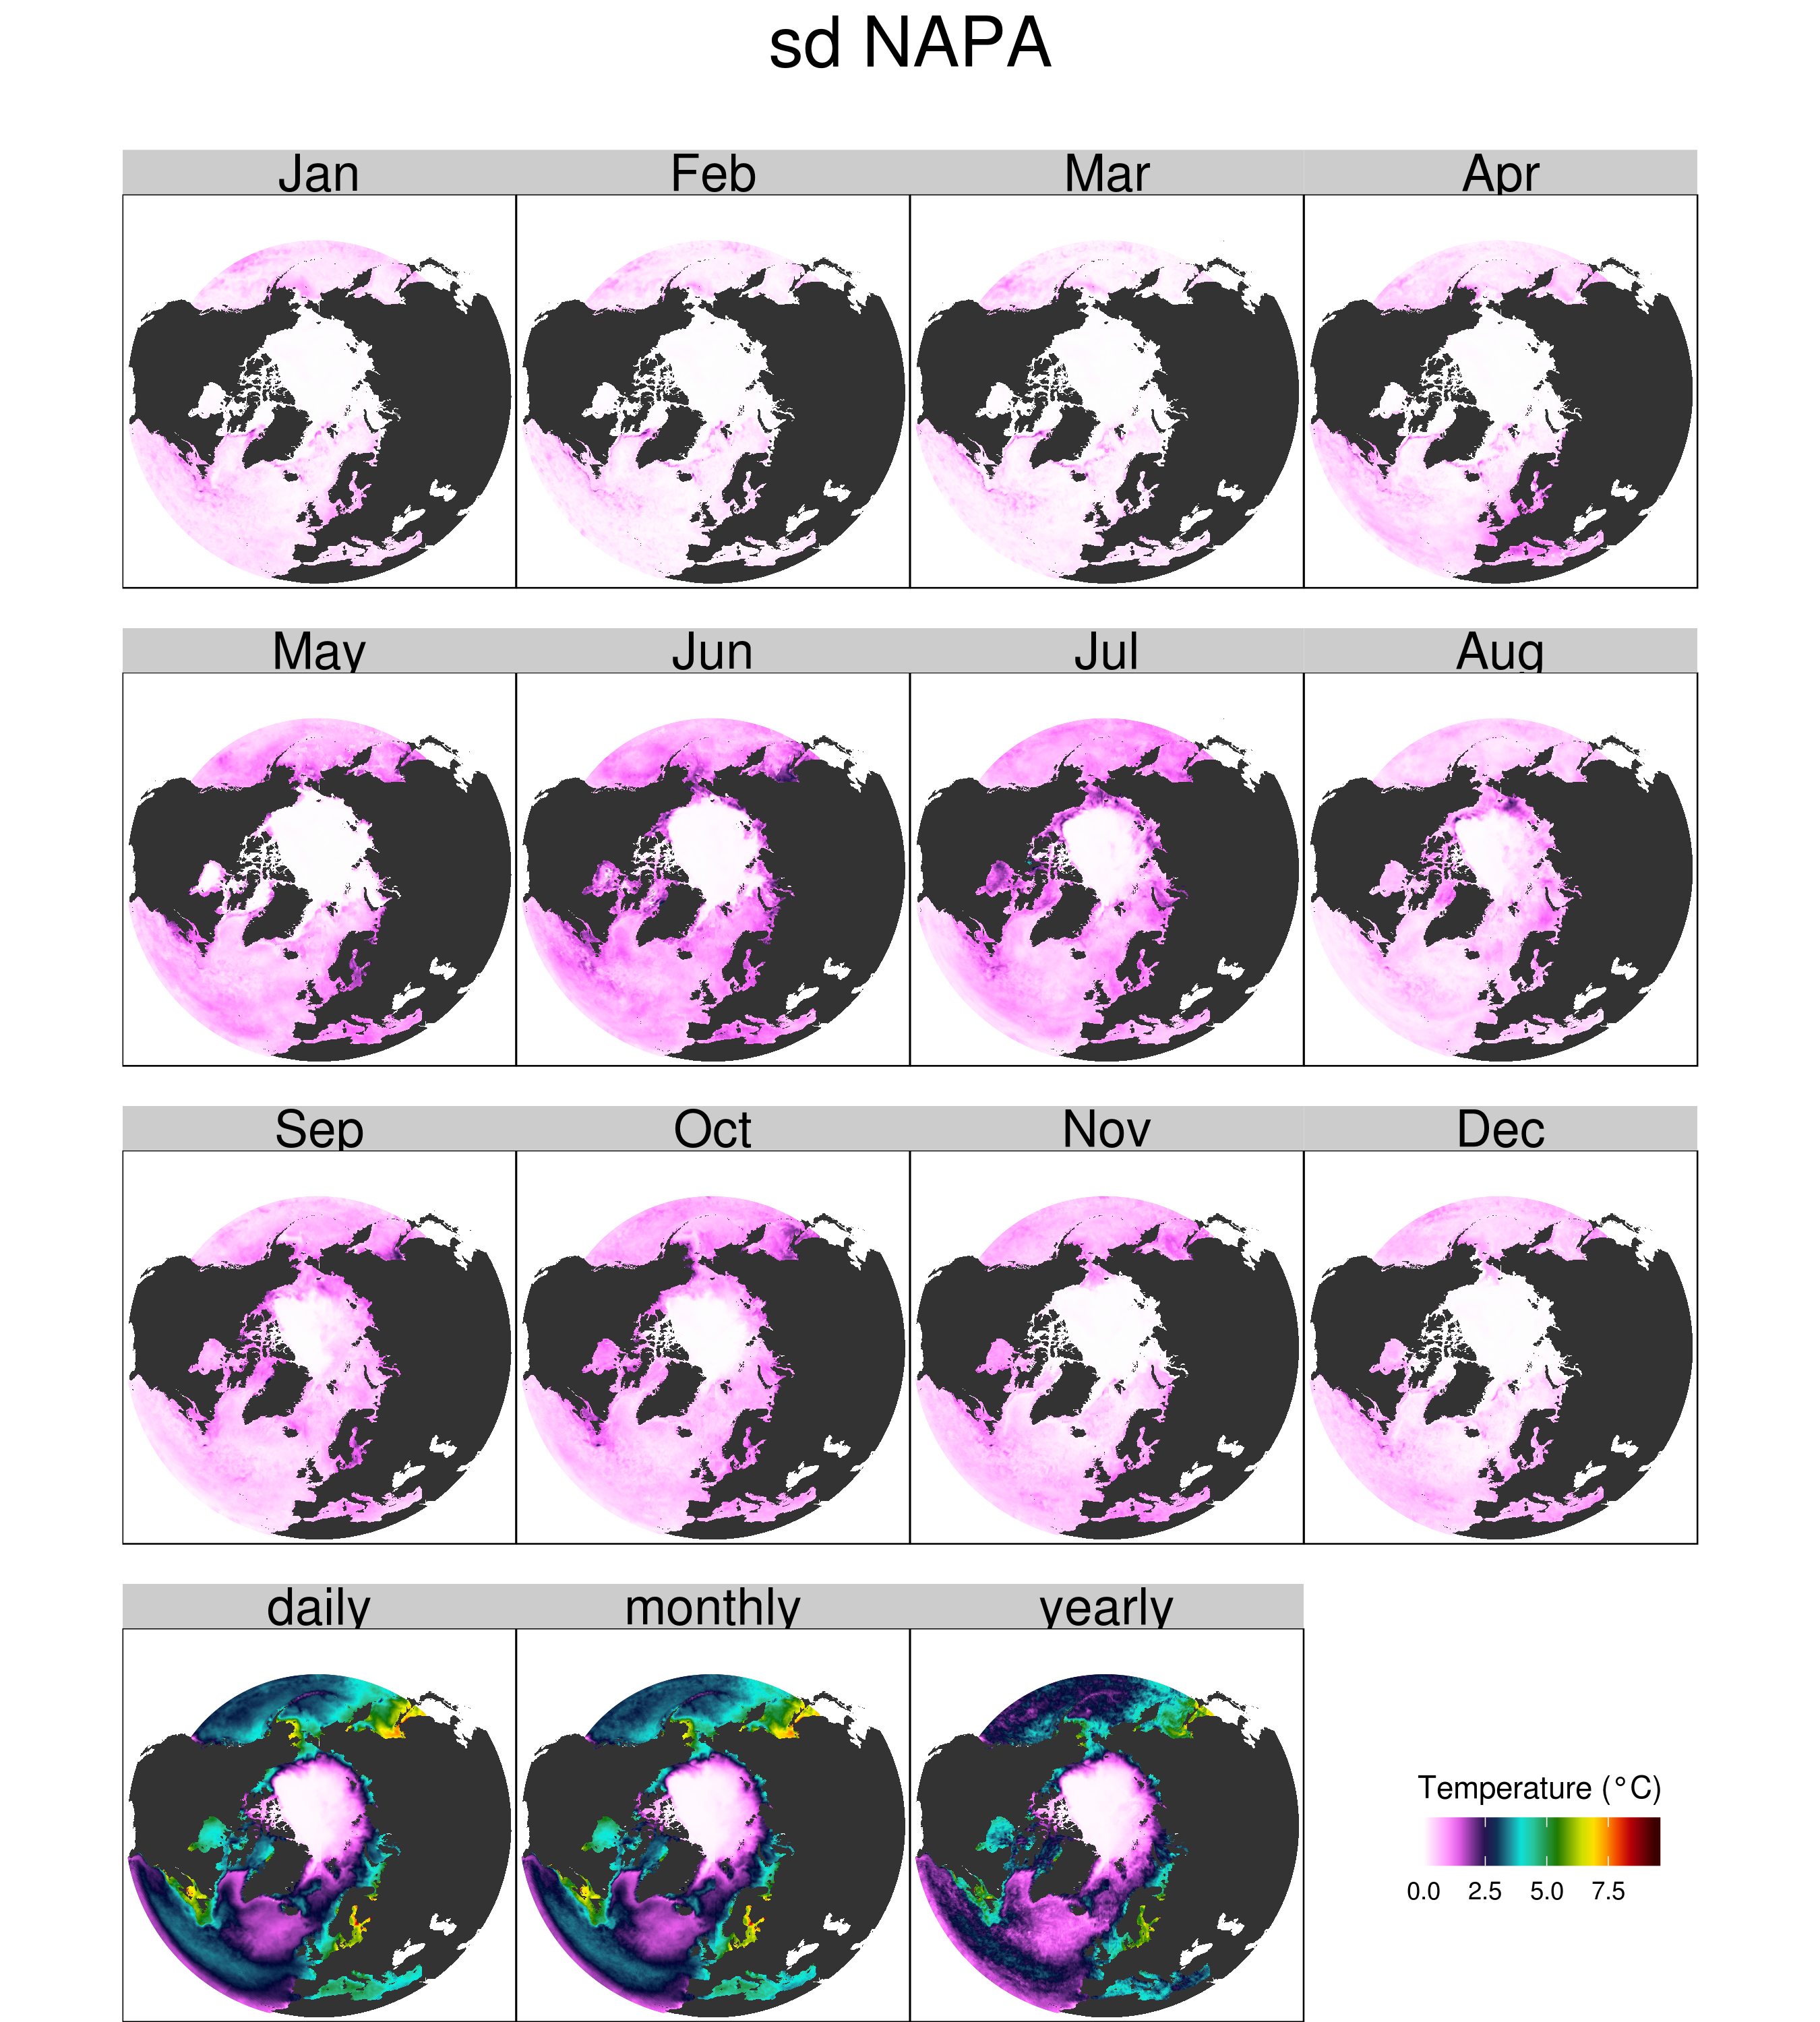 sd NAPA
Jan Feb Mar Apr
May Jun Jul Aug
Sep Oct Nov Dec
daily monthly yearly
Temperature (°C)
0.0 2.5 5.0 7.5